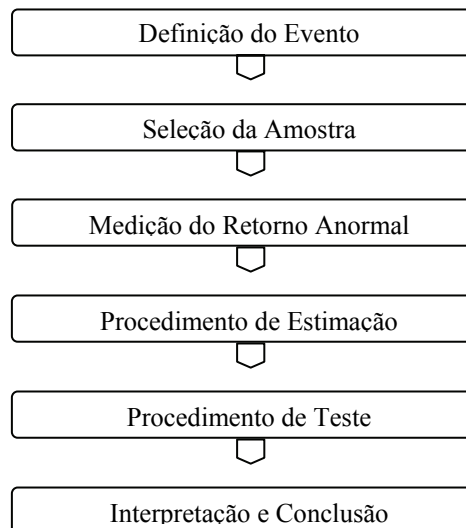 Definição do Evento
Seleção da Amostra
Medição do Retorno Anormal
Procedimento de Estimação
Procedimento de Teste
Interpretação e Conclusão